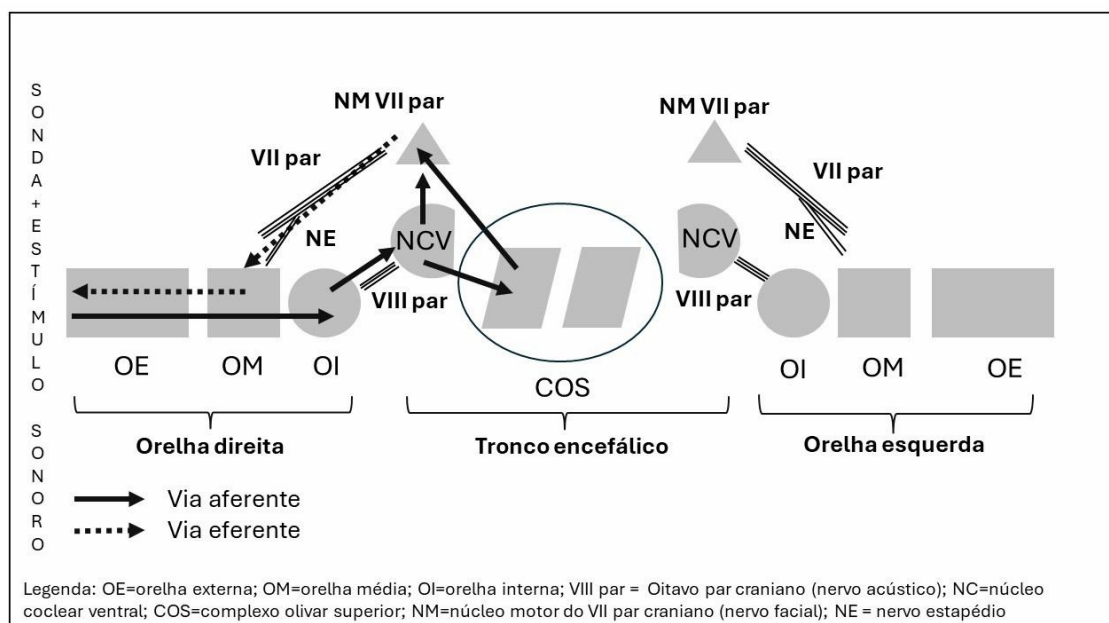 SONDA+ESTÍMULO SONORO
NM VII par
NM VII par
VII par
VII par
NE
NE
NCV
NCV
VIII par
VIII par
OE
OM
OI
COS
OI
OM
OE
Orelha direita
Tronco encefálico
Orelha esquerda
Via aferente
Via eferente
Legenda: OE=orelha externa; OM=orelha média; OI=orelha interna; VIII par = Oitavo par craniano (nervo acústico); NC=núcleo
coclear ventral; COS=complexo olivar superior; NM=núcleo motor do VII par craniano (nervo facial); NE = nervo estapédio